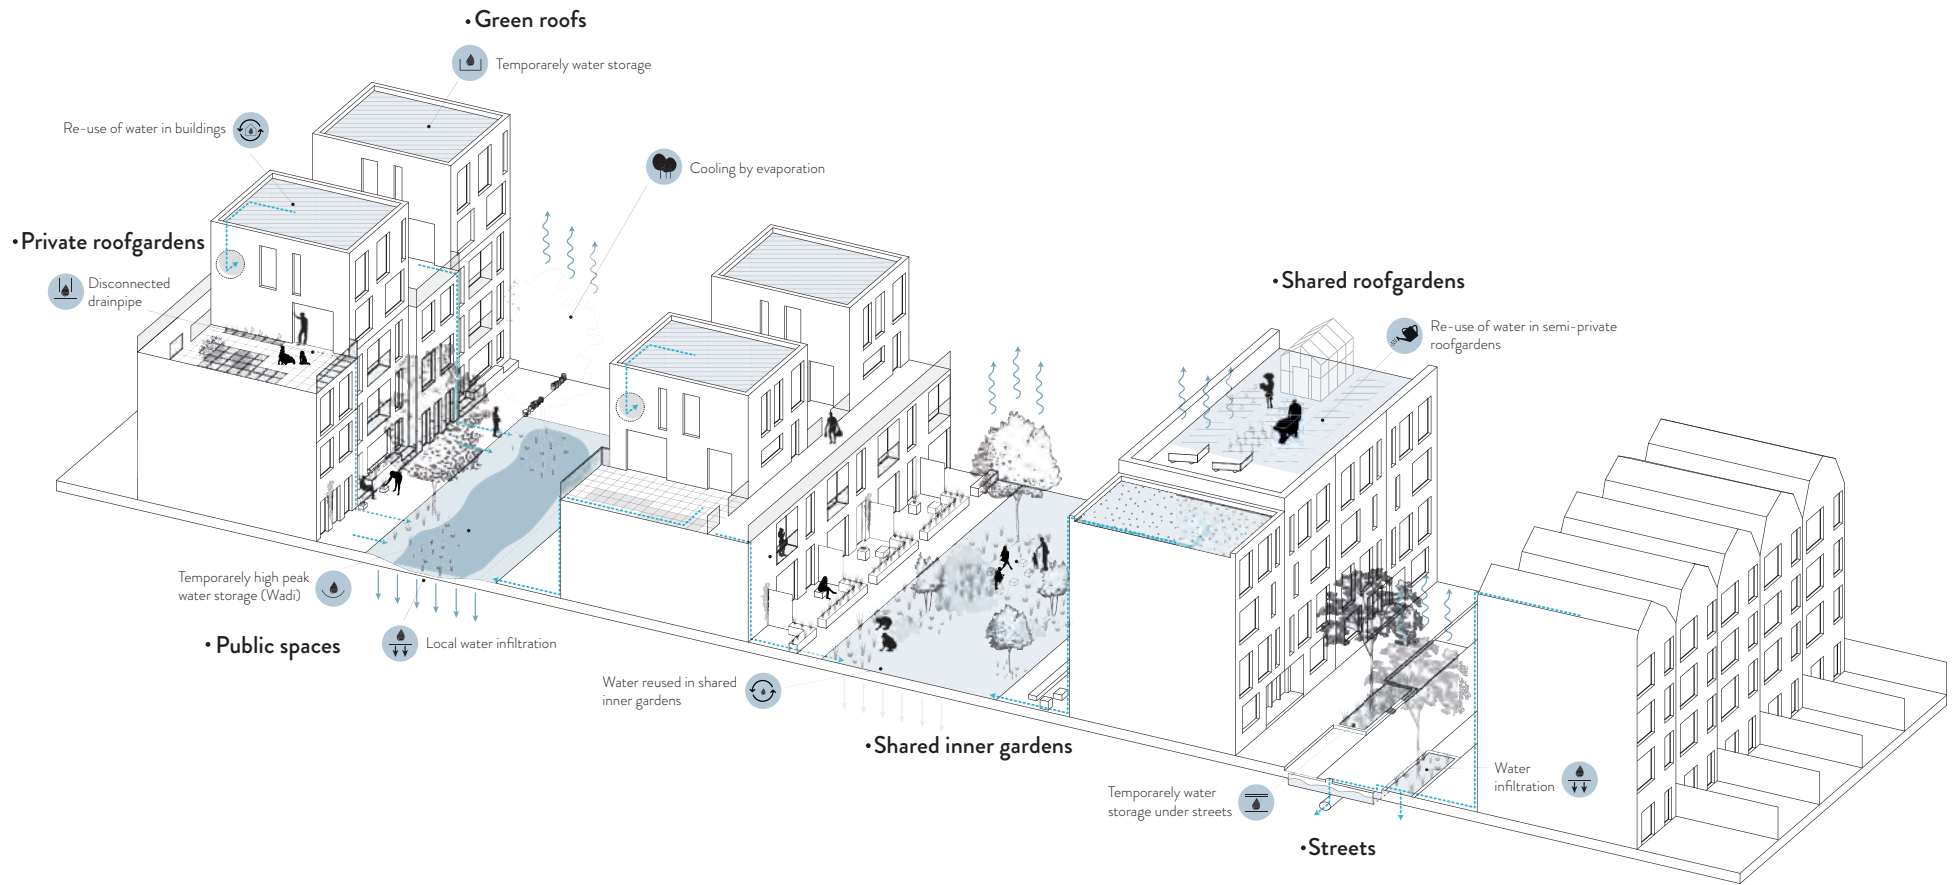 • Green roofs
Temporarely water storage
Re-use of water in buildings
Cooling by evaporation
• Private roofgardens
Disconnected
drainpipe
• Shared roofgardens
Re-use of water in semi-private
roofgardens
Temporarely high peak
water storage (Wadi)
• Public spaces
Local water infiltration
Water reused in shared
inner gardens
• Shared inner gardens
Temporarely water
storage under streets
Water
infiltration
• Streets